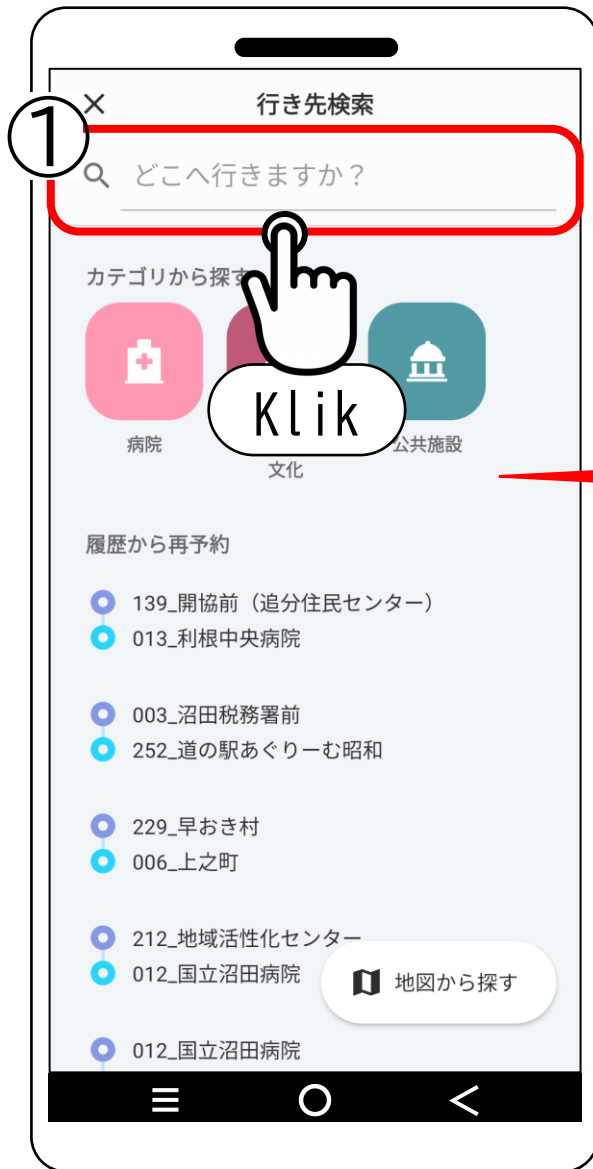 ①
行き先検索
どこへ行きますか？
カテゴリから探す
Klik
病院
文化
公共施設
履歴から再予約
139_開協前（追分住民センター）
013_利根中央病院
003_沼田税務署前
252_道の駅あぐりーむ昭和
229_早おき村
006_上之町
212_地域活性化センター
012_国立沼田病院
地図から探す
012_国立沼田病院